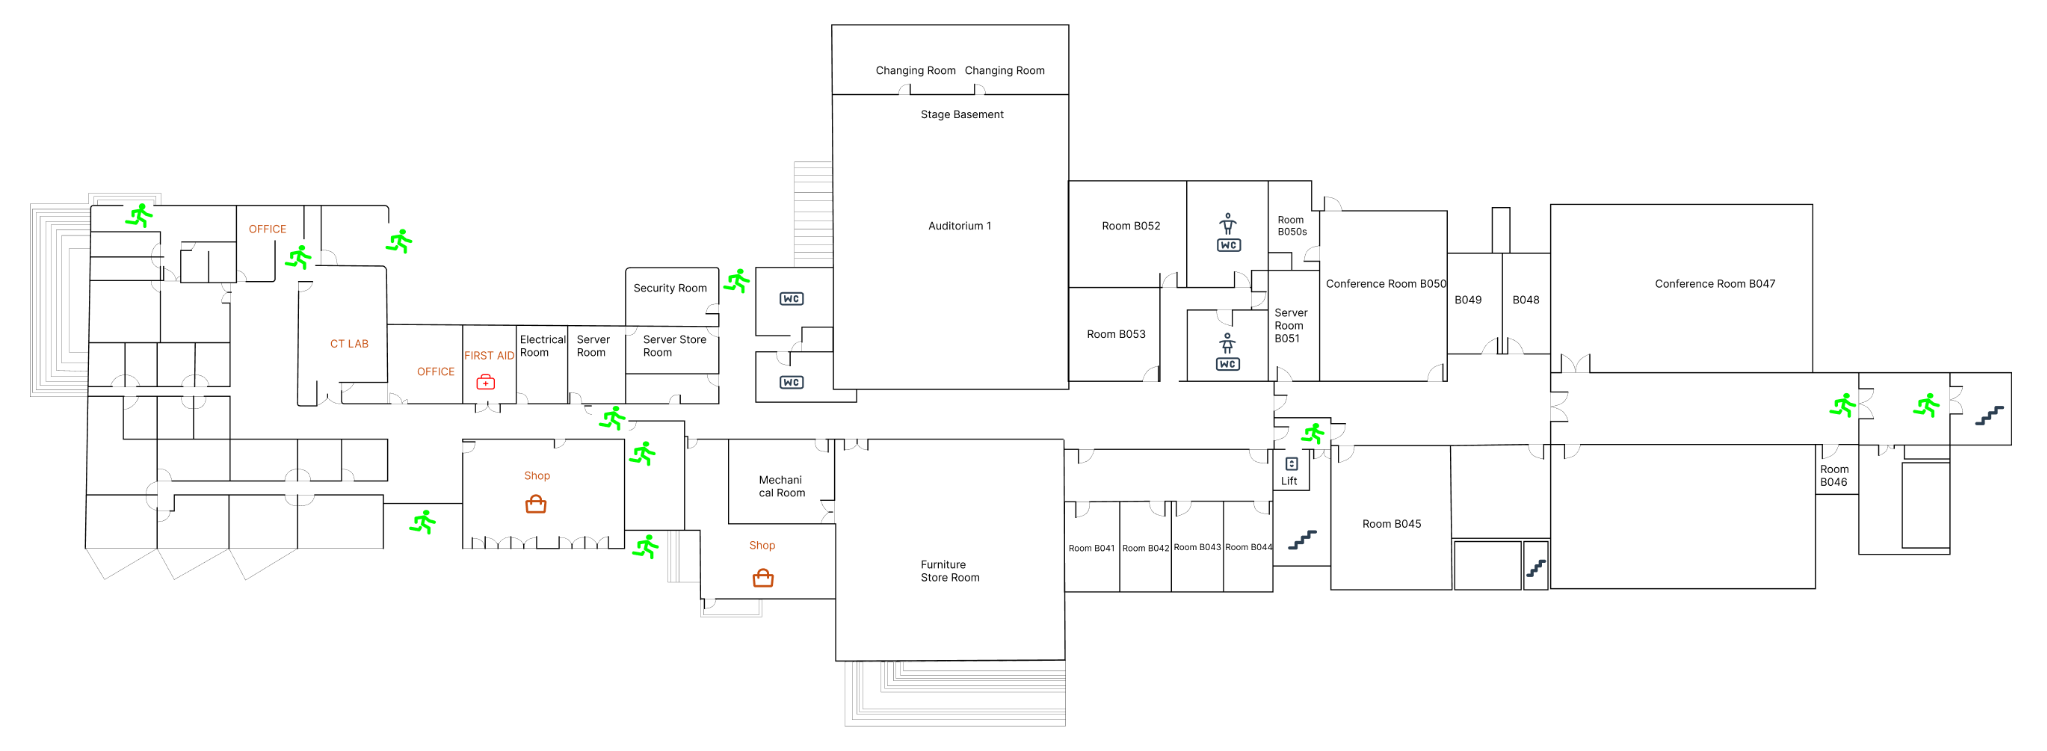 Changing Room
Changing Room
Stage Basement
Auditorium 1
OFFICE
Room B052
WC
Room
B050s
Security Room
WC
Conference Room B050
B049
B048
Conference Room B047
CT LAB
OFFICE
FIRST AID
Electrical
Room
Server
Room
Server Store
Room
WC
Room B053
WC
Server
Room
B051
Shop
Mechani
cal Room
Lift
Room
B046
Shop
Furniture
Store Room
Room B041
Room B042
Room B043
Room B044
Room B045